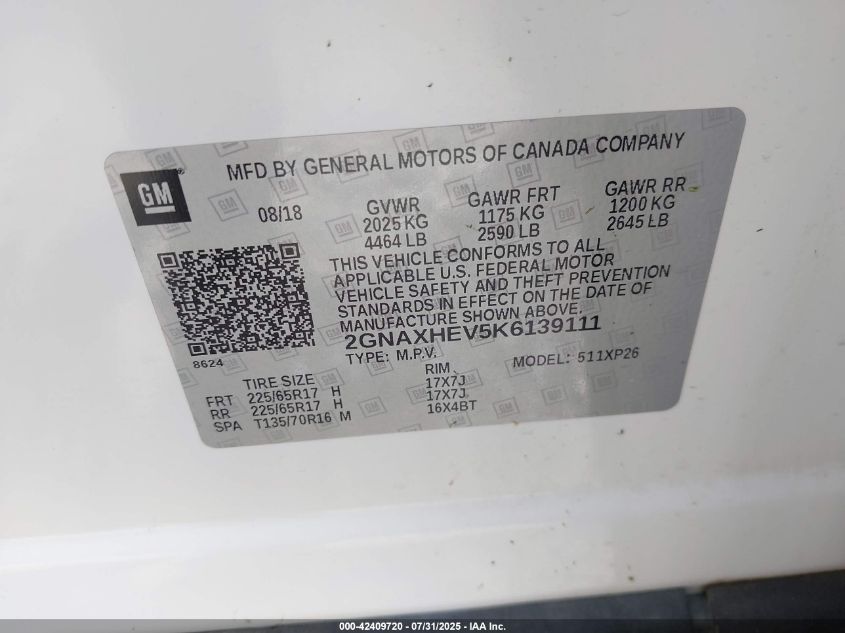 MFD BY GENERAL MOTORS OF CANADA COMPANY
GM
08/18
GVWR
2025 KG
4464 LB
GAWR FRT
1175 KG
2590 LB
GAWR RR
1200 KG
2645 LB
THIS VEHICLE CONFORMS TO ALL
APPLICABLE U.S. FEDERAL MOTOR
VEHICLE SAFETY AND THEFT PREVENTION
STANDARDS IN EFFECT ON THE DATE OF
MANUFACTURE SHOWN ABOVE.
2GNAXHEV5K6139111
8624
TYPE: M.P.V. MODEL: 511XP26
TIRE SIZE RIM
FRT 225/65R17 H 17X7J
RR 225/65R17 H 17X7J
SPA T135/70R16 M 16X4BT
000-42409720 - 07/31/2025 - IAA Inc.